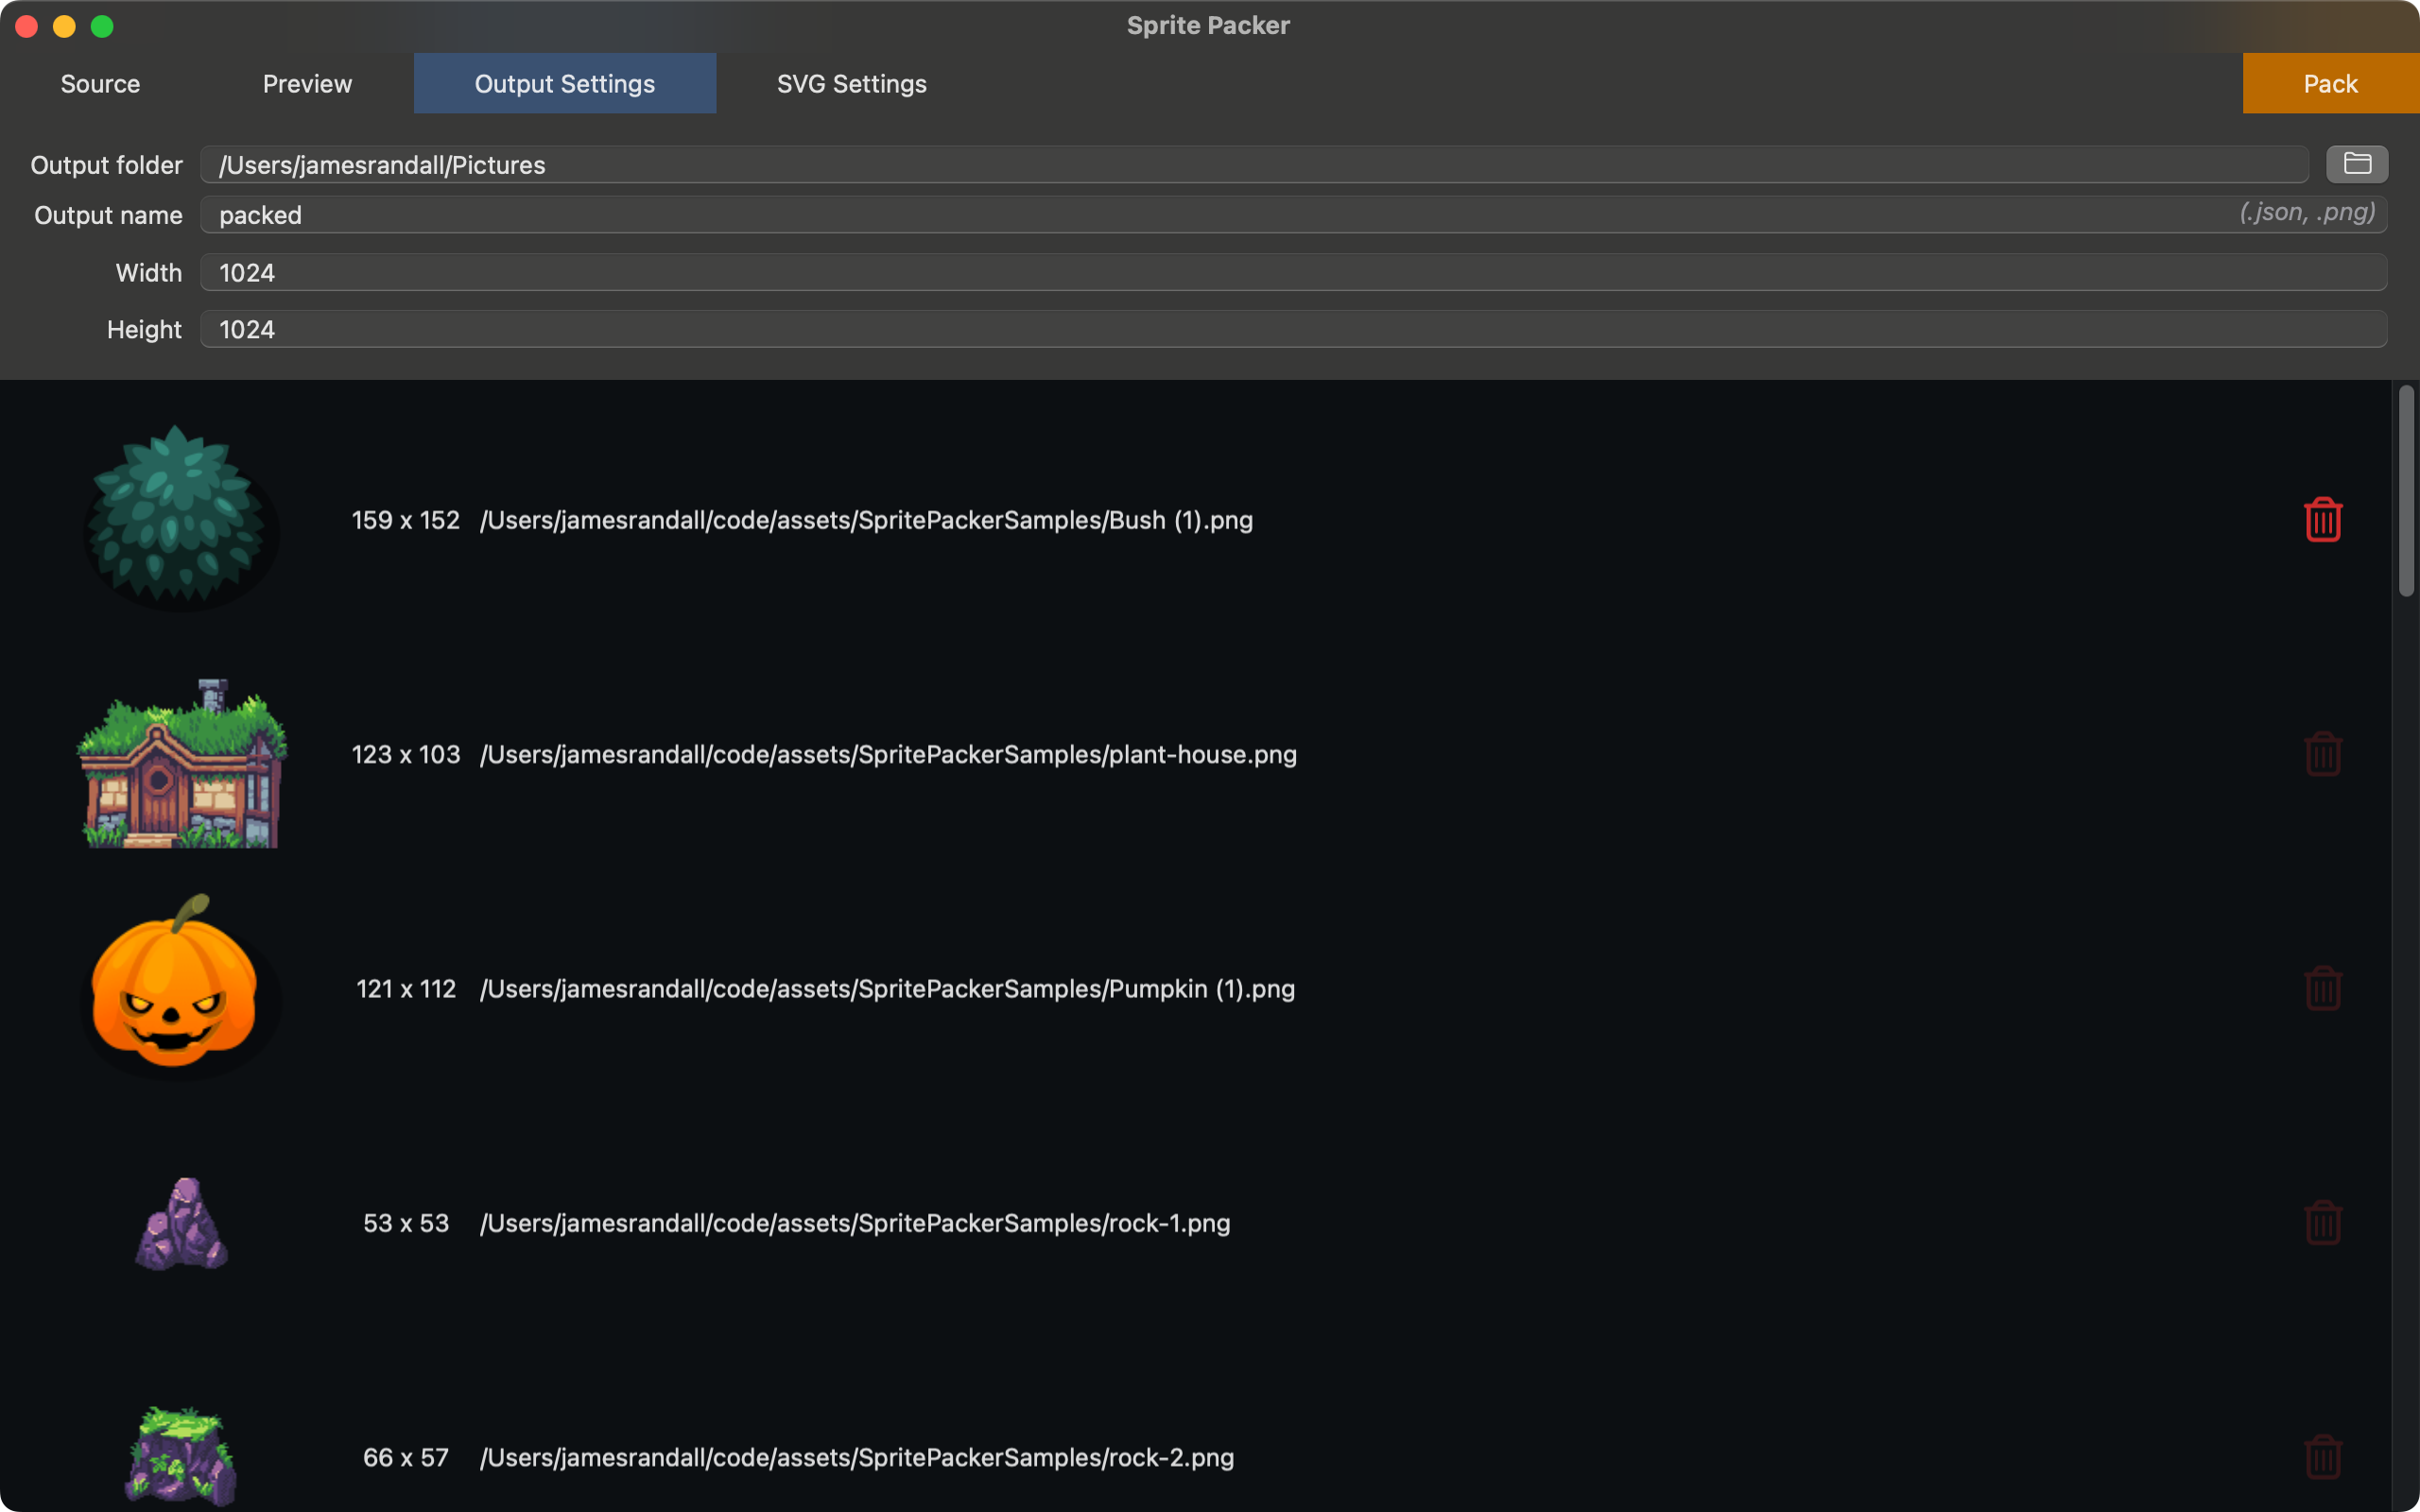 Sprite Packer
Source Preview Output Settings SVG Settings Pack
Output folder /Users/jamesrandall/Pictures
Output name packed (.json, .png)
Width 1024
Height 1024
159 x 152 /Users/jamesrandall/code/assets/SpritePackerSamples/Bush (1).png
123 x 103 /Users/jamesrandall/code/assets/SpritePackerSamples/plant-house.png
121 x 112 /Users/jamesrandall/code/assets/SpritePackerSamples/Pumpkin (1).png
53 x 53 /Users/jamesrandall/code/assets/SpritePackerSamples/rock-1.png
66 x 57 /Users/jamesrandall/code/assets/SpritePackerSamples/rock-2.png